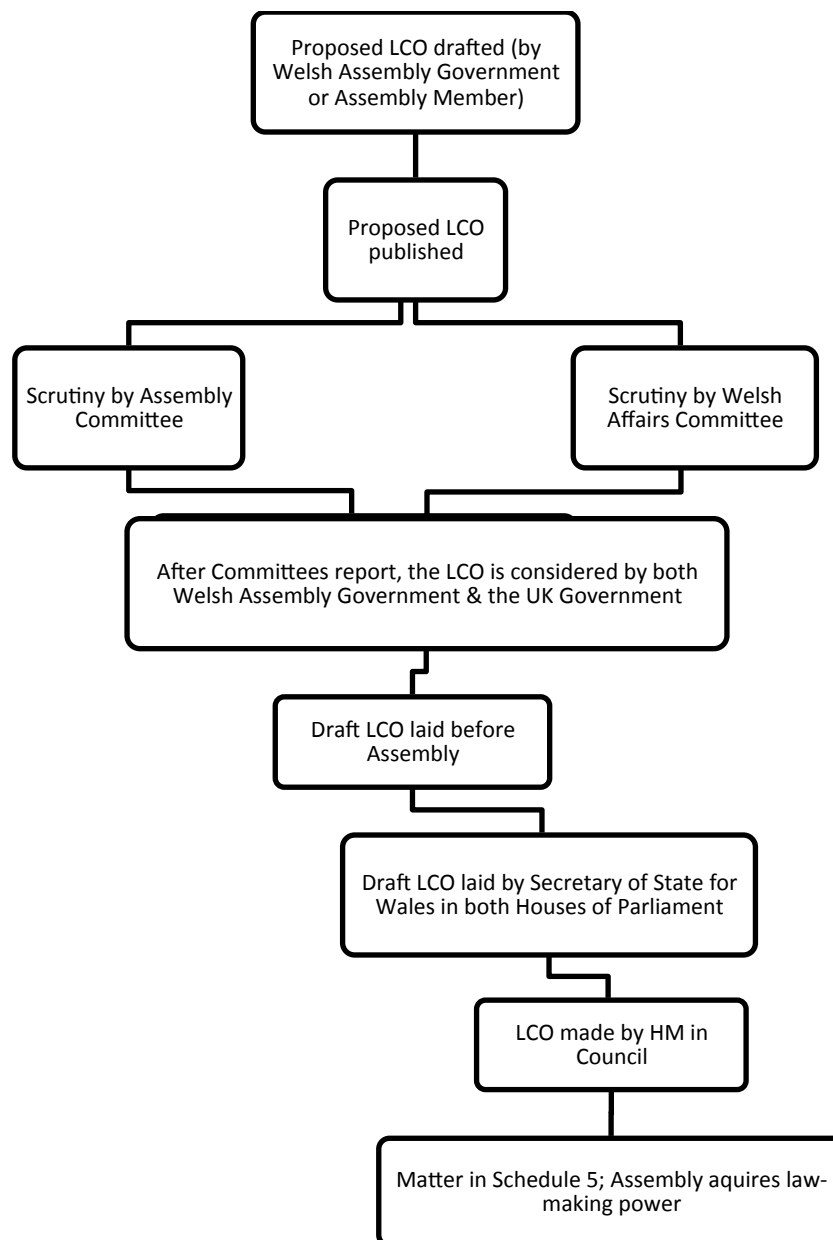 Proposed LCO drafted (by
Welsh Assembly Government
or Assembly Member)
Proposed LCO
published
Scrutiny by Assembly
Committee
Scrutiny by Welsh
Affairs Committee
After Committees report, the LCO is considered by both
Welsh Assembly Government & the UK Government
Draft LCO laid before
Assembly
Draft LCO laid by Secretary of State for
Wales in both Houses of Parliament
LCO made by HM in
Council
Matter in Schedule 5; Assembly aquires law-
making power